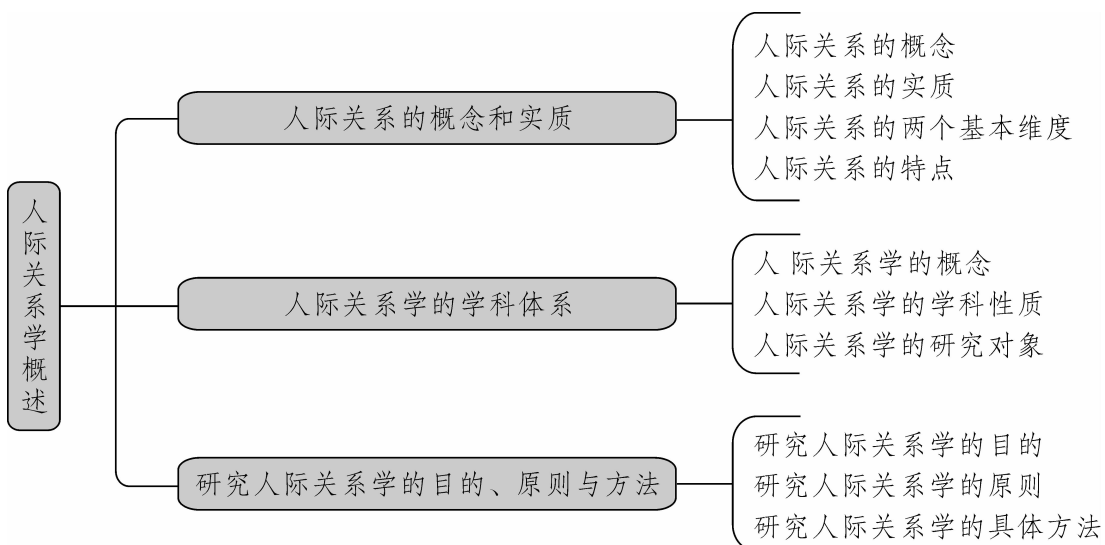 人际关系学概述
人际关系的概念和实质
人际关系的概念
人际关系的实质
人际关系的两个基本维度
人际关系的特点
人际关系学的学科体系
人 际关系学的概念
人际关系学的学科性质
人际关系学的研究对象
研究人际关系学的目的、原则与方法
研究人际关系学的目的
研究人际关系学的原则
研究人际关系学的具体方法